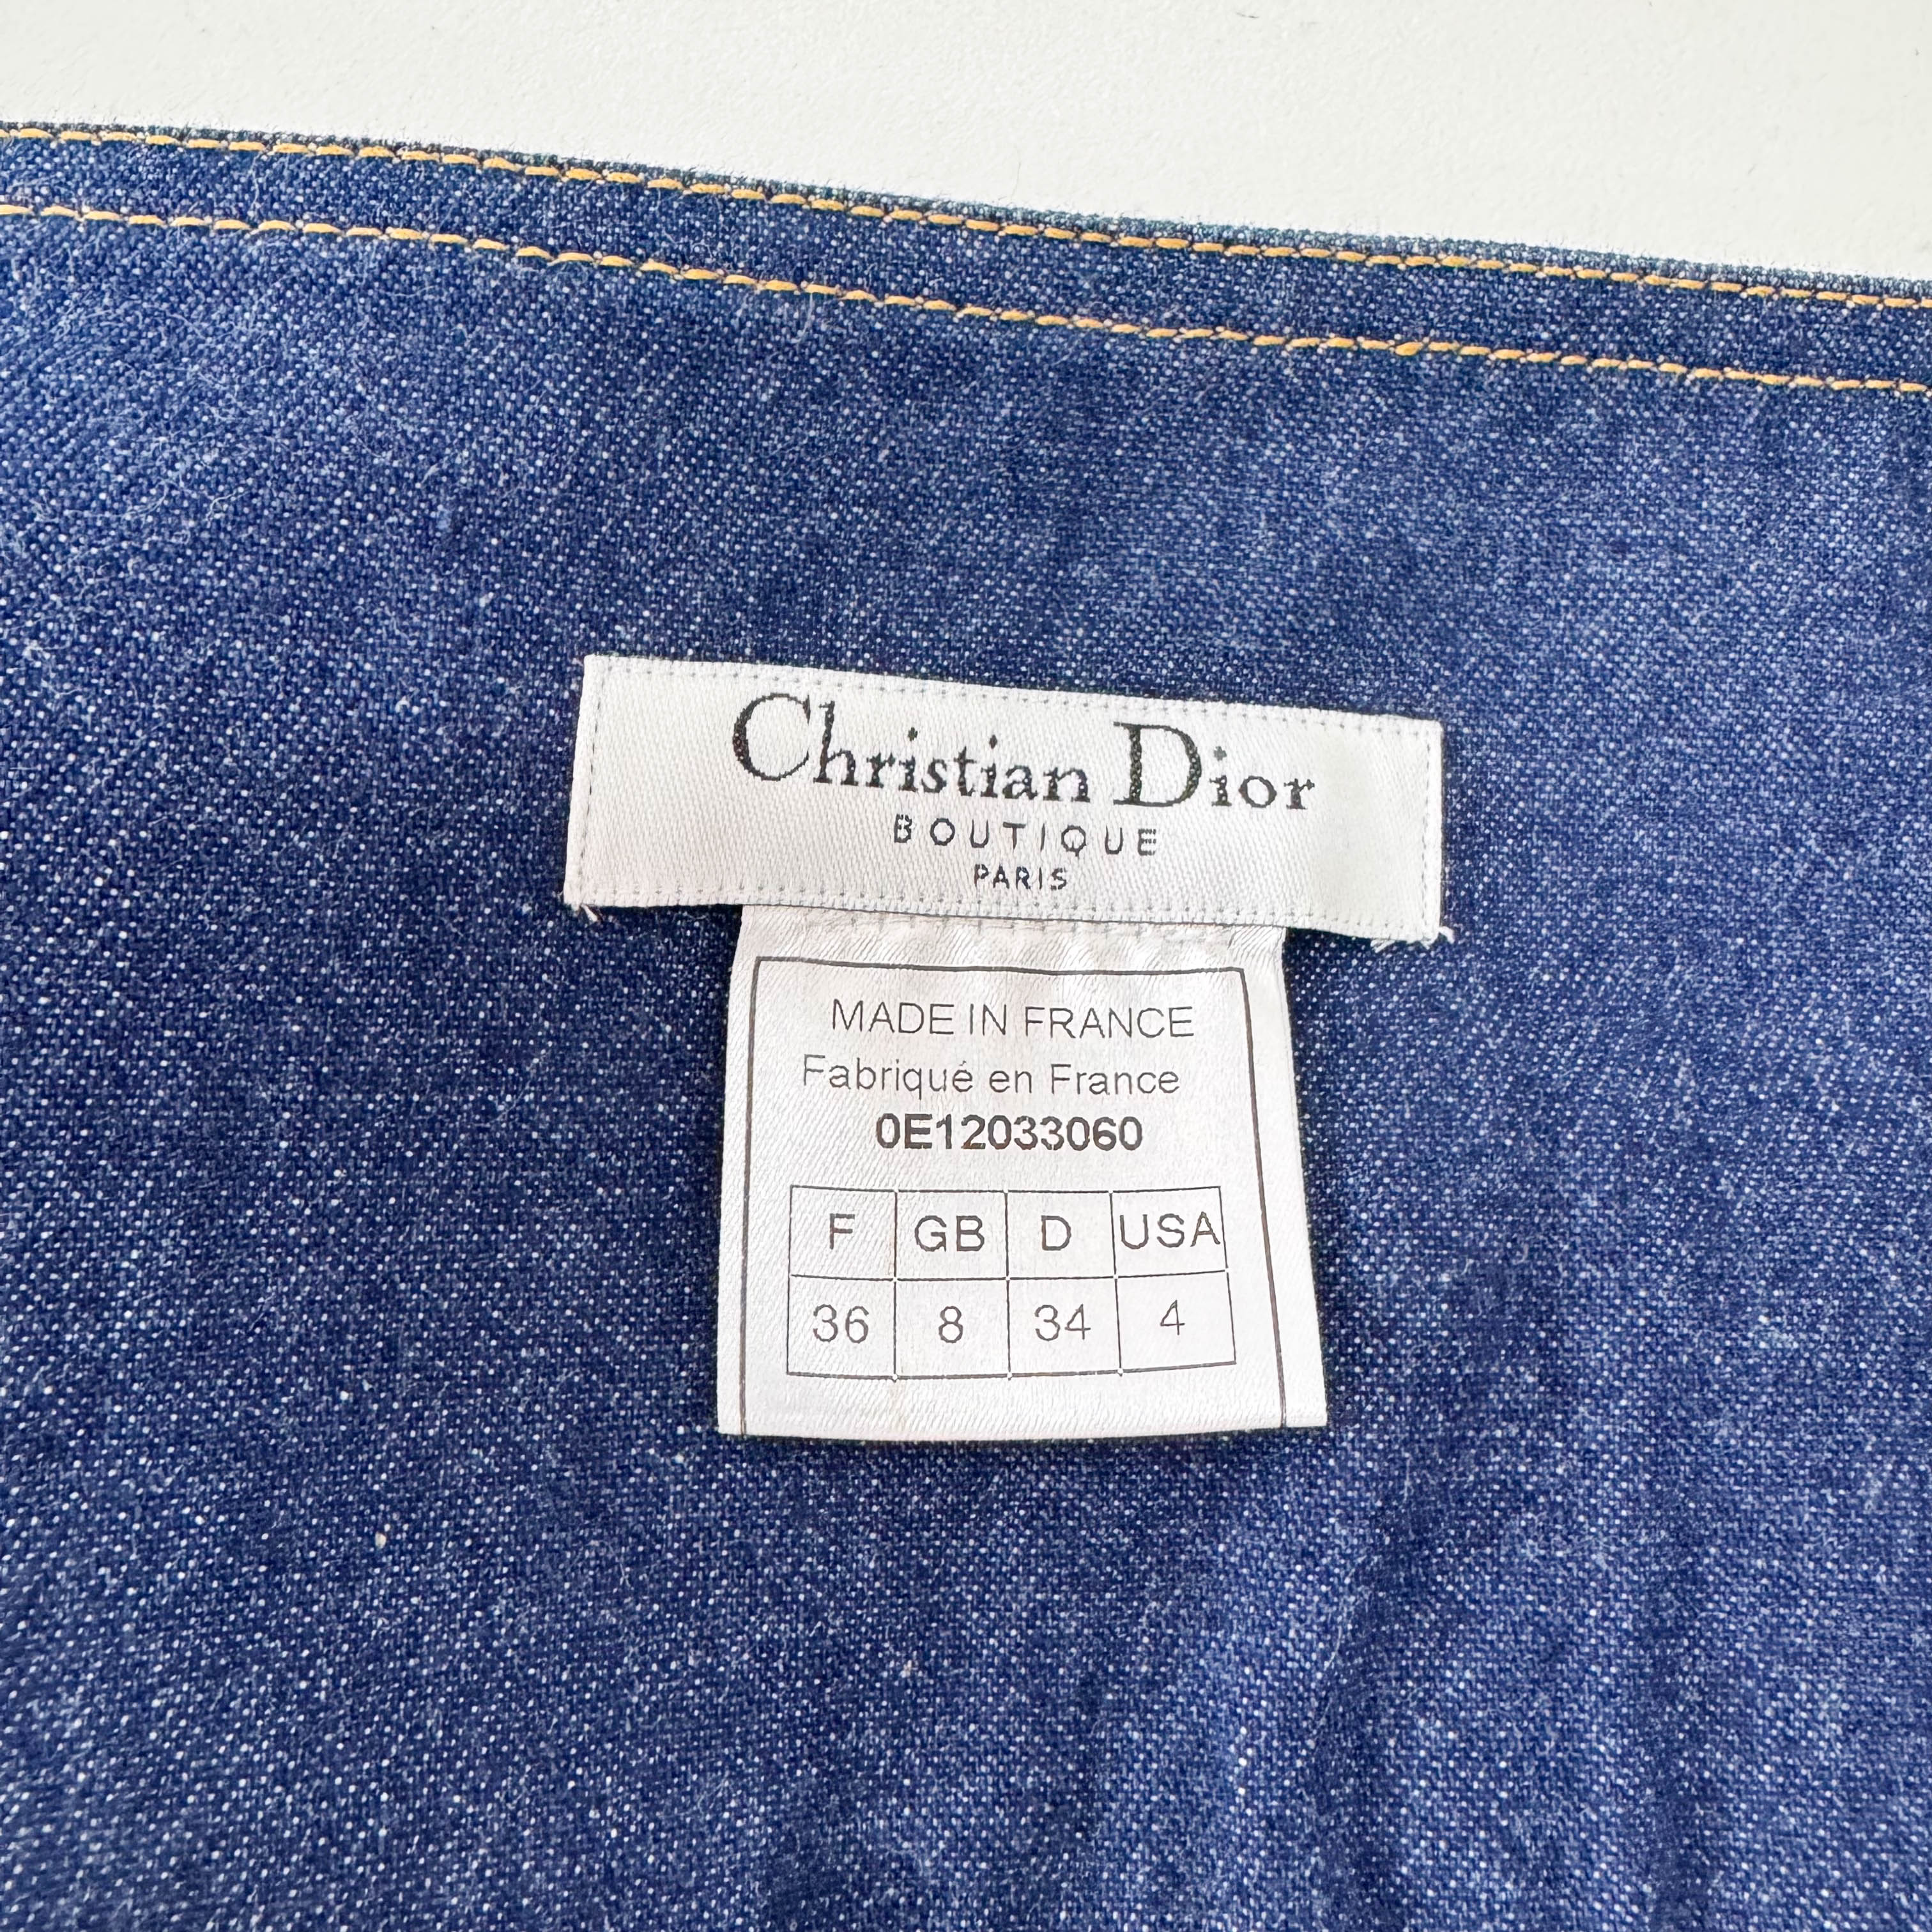 Christian Dior
BOUTIQUE
PARIS
MADE IN FRANCE
Fabriqué en France
0E12033060
F GB D USA
36 8 34 4